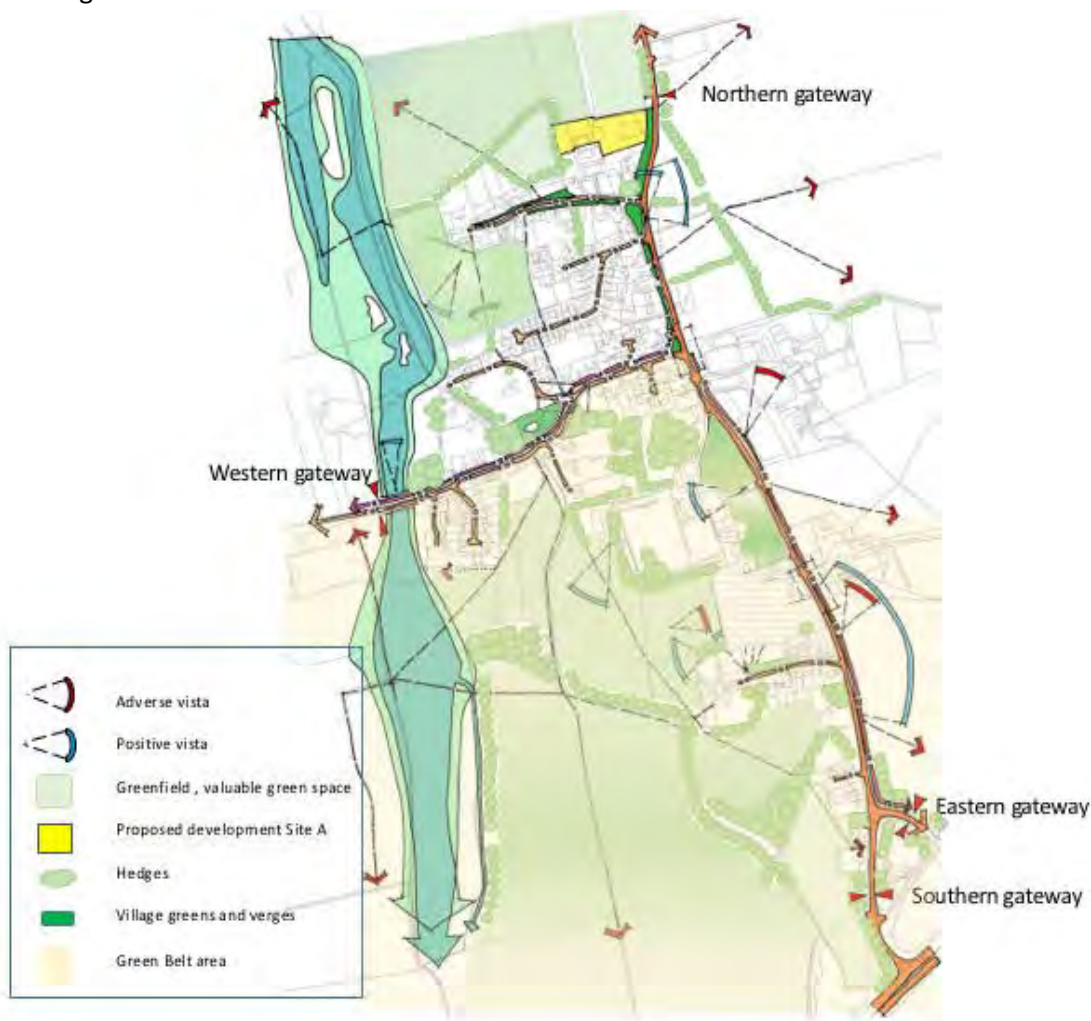 Northern gateway
Western gateway
Adverse vista
Positive vista
Greenfield , valuable green space
Proposed development Site A
Hedges
Village greens and verges
Green Belt area
Eastern gateway
Southern gateway